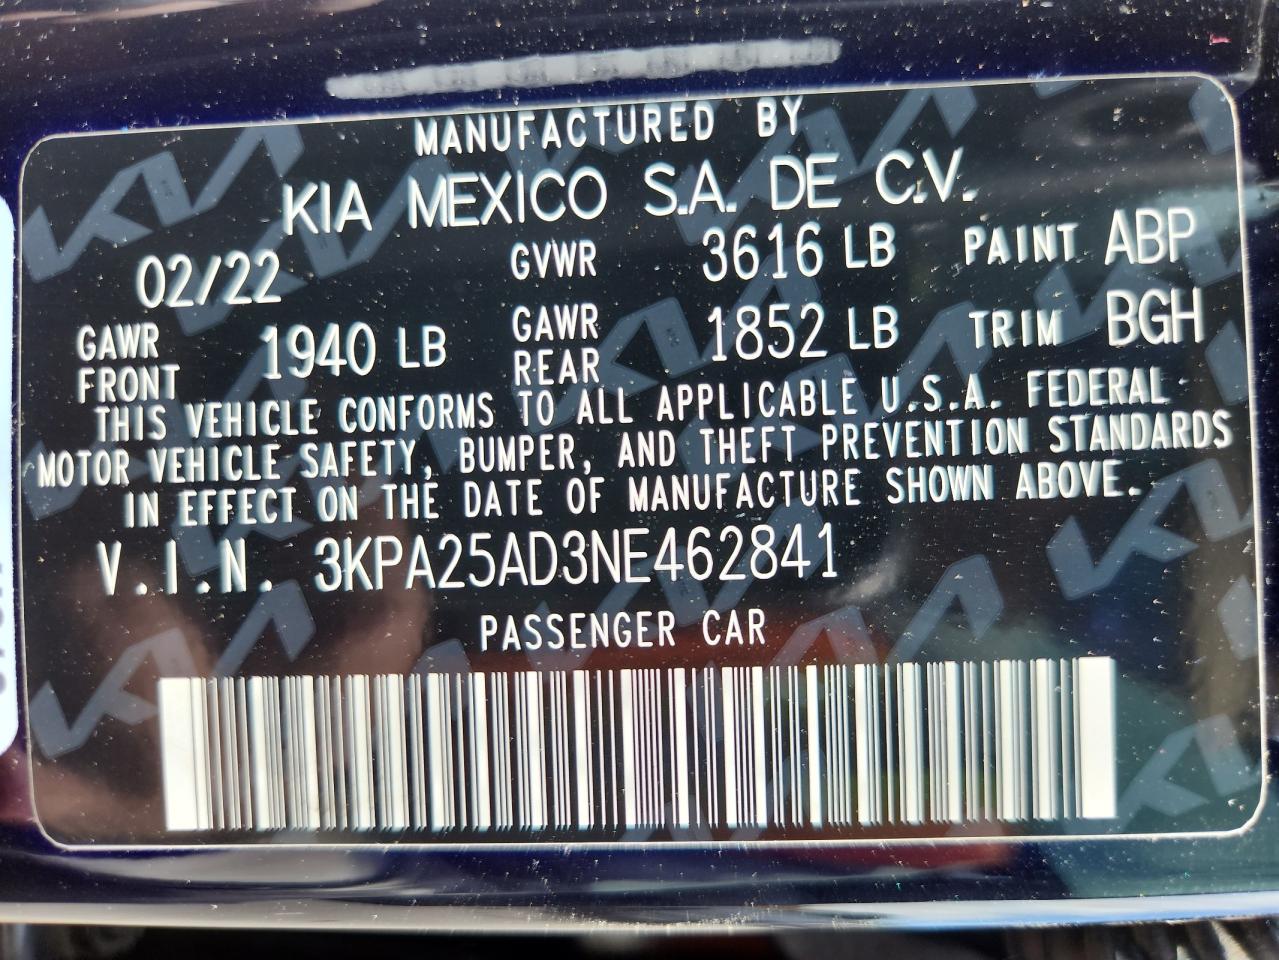 MANUFACTURED BY
KIA MEXICO S.A. DE C.V.
02/22 GVWR 3616 LB PAINT ABP
GAWR FRONT 1940 LB GAWR REAR 1852 LB TRIM BGH
THIS VEHICLE CONFORMS TO ALL APPLICABLE U.S.A. FEDERAL
MOTOR VEHICLE SAFETY, BUMPER, AND THEFT PREVENTION STANDARDS
IN EFFECT ON THE DATE OF MANUFACTURE SHOWN ABOVE.
V.I.N. 3KPA25AD3NE462841
PASSENGER CAR